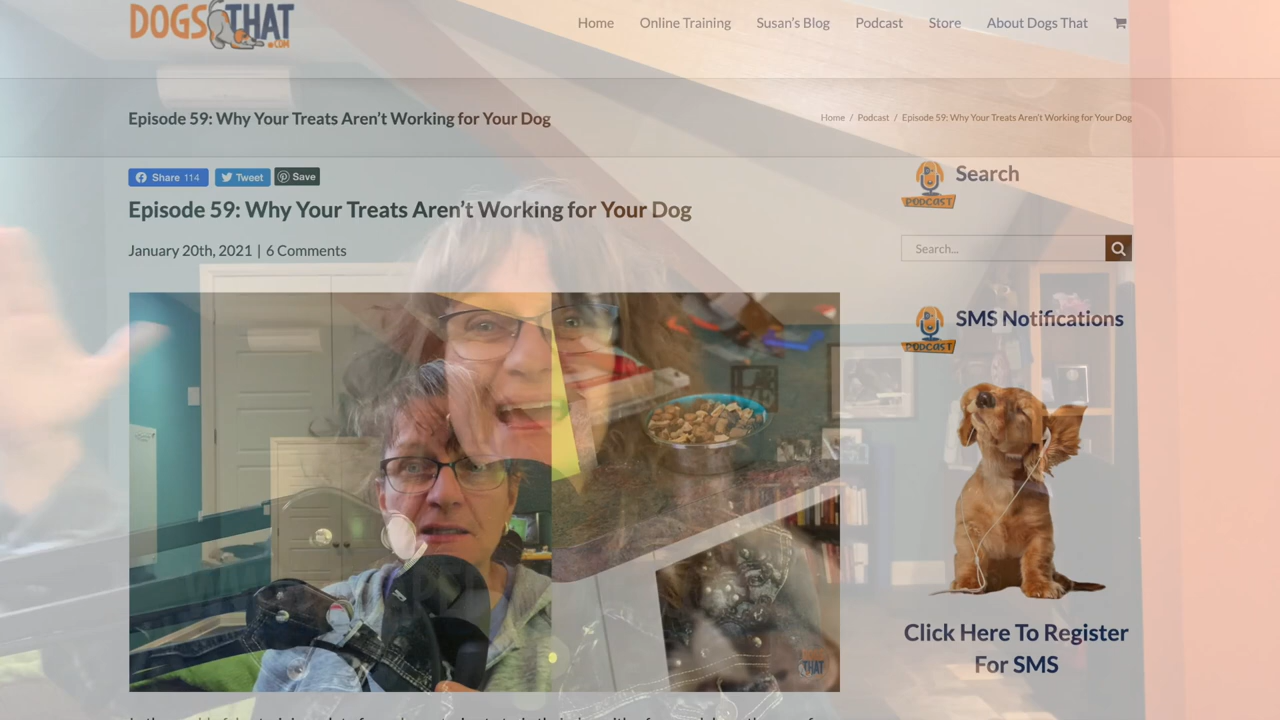 DOGSTHAT
.COM
Home Online Training Susan's Blog Podcast Store About Dogs That
Episode 59: Why Your Treats Aren't Working for Your Dog
Home / Podcast / Episode 59: Why Your Treats Aren't Working for Your Dog
Share 114 Tweet Save
Episode 59: Why Your Treats Aren't Working for Your Dog
January 20th, 2021 | 6 Comments
PODCAST
Search
Search...
PODCAST
SMS Notifications
DOGS
THAT
Click Here To Register
For SMS